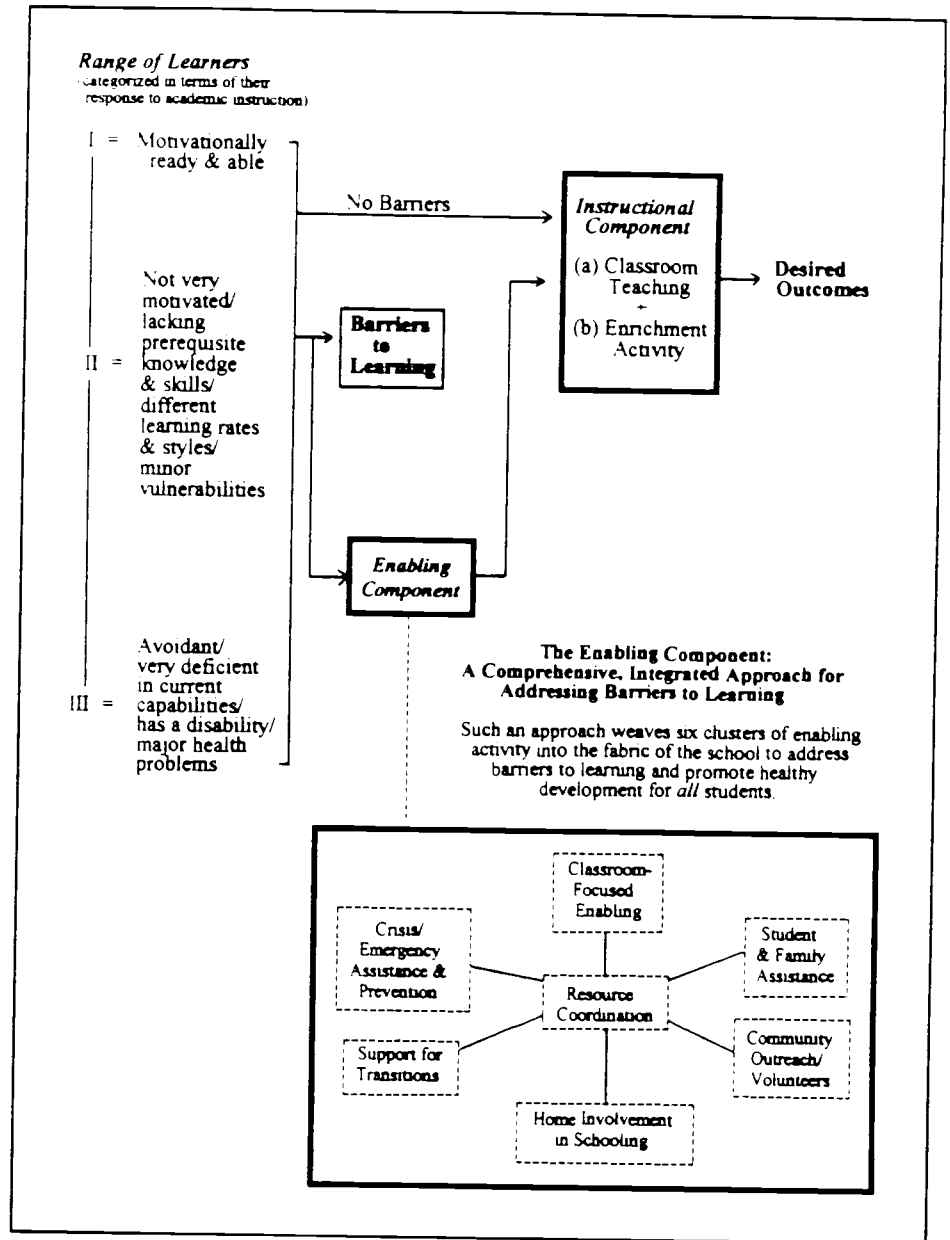 Range of Learners
(categorized in terms of their
response to academic instruction)
I = Motivationally
ready & able
No Barriers
Instructional
Component
(a) Classroom
Teaching
+
(b) Enrichment
Activity
Desired
Outcomes
Barriers
to
Learning
II = Not very
motivated/
lacking
prerequisite
knowledge
& skills/
different
learning rates
& styles/
minor
vulnerabilities
Enabling
Component
III = Avoidant/
very deficient
in current
capabilities/
has a disability/
major health
problems
The Enabling Component:
A Comprehensive, Integrated Approach for
Addressing Barriers to Learning
Such an approach weaves six clusters of enabling
activity into the fabric of the school to address
barriers to learning and promote healthy
development for all students.
Classroom-
Focused
Enabling
Crisis/
Emergency
Assistance &
Prevention
Student
& Family
Assistance
Resource
Coordination
Support for
Transitions
Community
Outreach/
Volunteers
Home Involvement
in Schooling